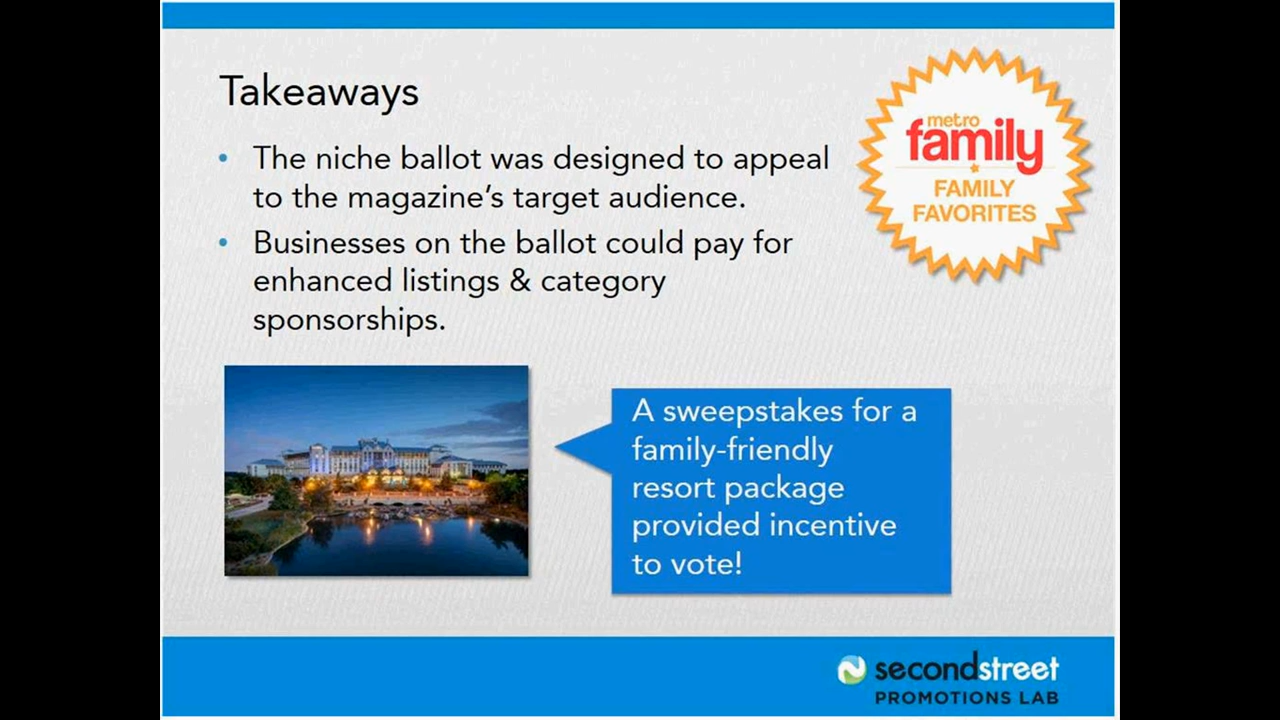 Takeaways
metro
family
FAMILY
FAVORITES
• The niche ballot was designed to appeal
to the magazine’s target audience.
• Businesses on the ballot could pay for
enhanced listings & category
sponsorships.
A sweepstakes for a
family-friendly
resort package
provided incentive
to vote!
secondstreet
PROMOTIONS LAB